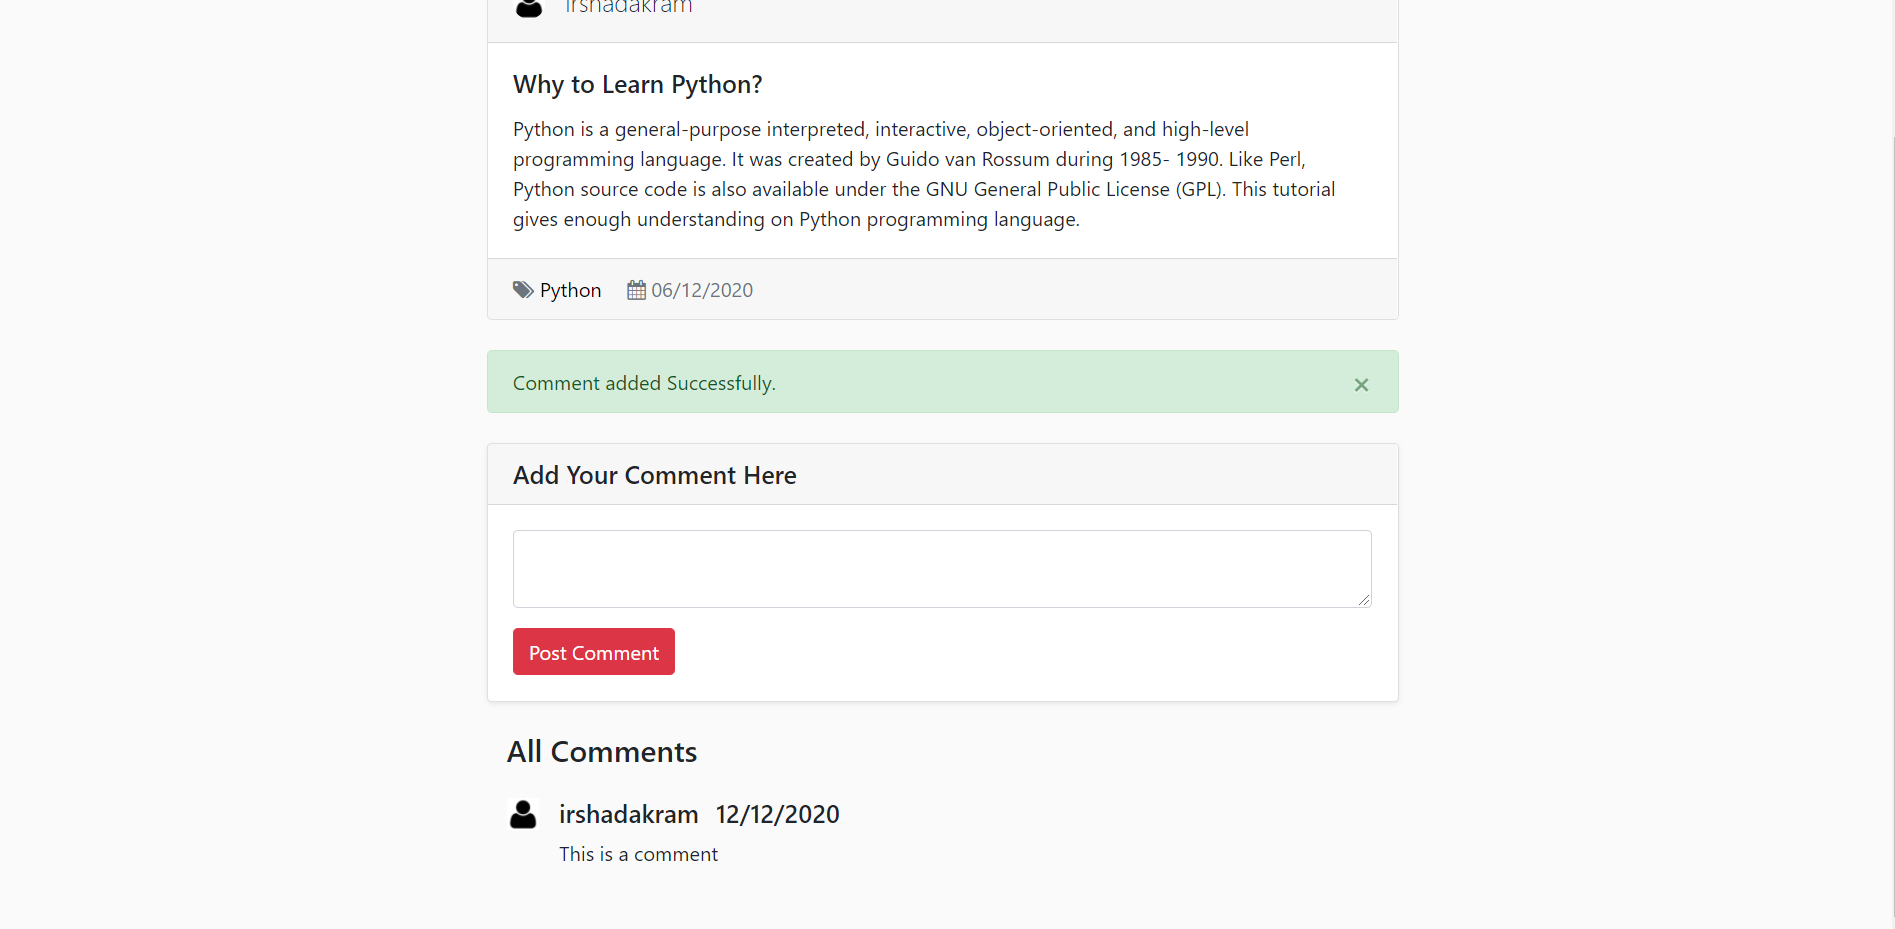 irshadakram
Why to Learn Python?
Python is a general-purpose interpreted, interactive, object-oriented, and high-level
programming language. It was created by Guido van Rossum during 1985- 1990. Like Perl,
Python source code is also available under the GNU General Public License (GPL). This tutorial
gives enough understanding on Python programming language.
Python 06/12/2020
Comment added Successfully. ×
Add Your Comment Here
Post Comment
All Comments
irshadakram 12/12/2020
This is a comment